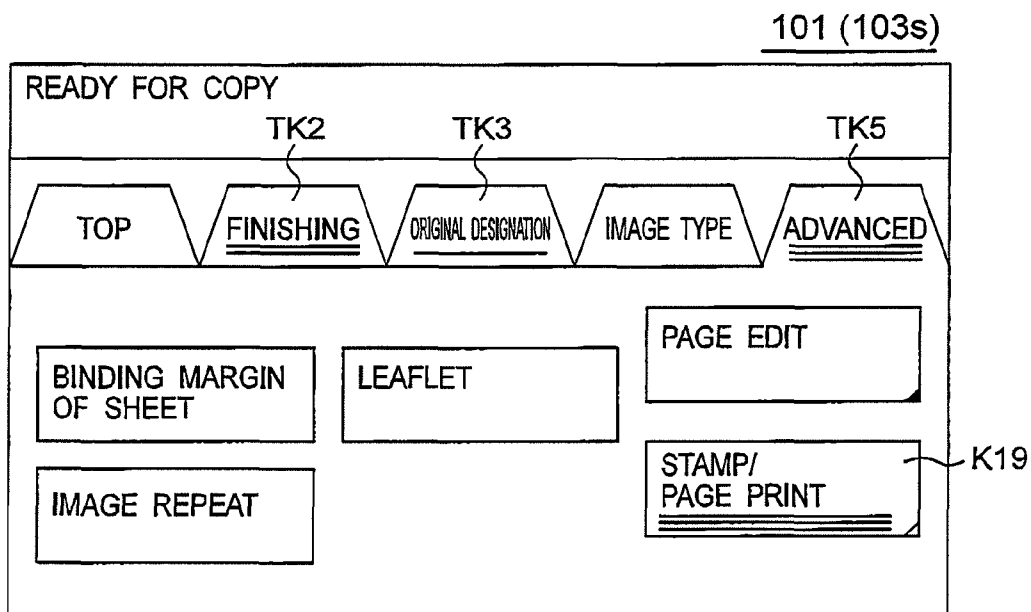 101 (103s)
READY FOR COPY
TK2 TK3 TK5
TOP FINISHING ORIGINAL DESIGNATION IMAGE TYPE ADVANCED
BINDING MARGIN
OF SHEET
LEAFLET
PAGE EDIT
IMAGE REPEAT
STAMP/
PAGE PRINT
K19